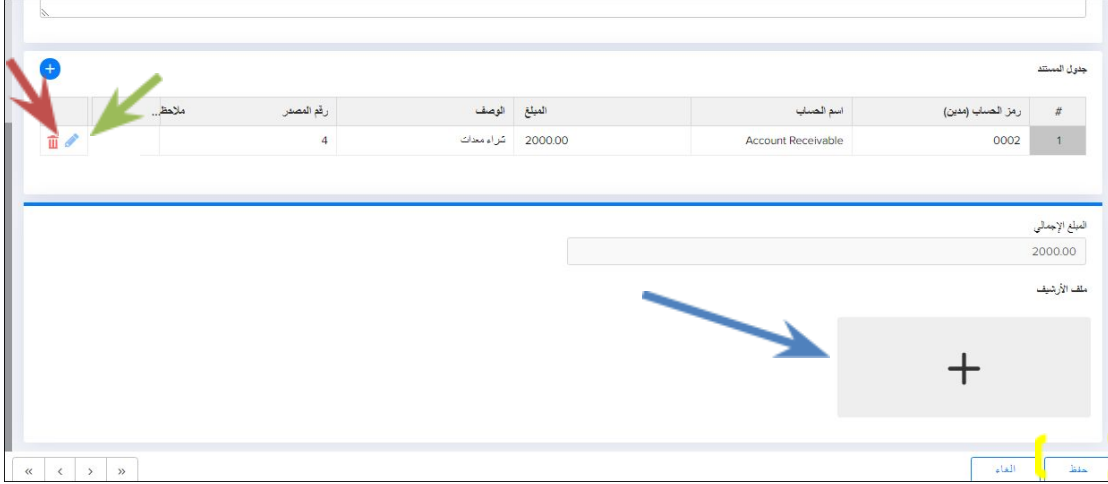 جدول المستند
# رمز الحساب (مدين) اسم الحساب المبلغ الوصف رقم المصدر ملاحظ...
1 0002 Account Receivable 2000.00 شراء معدات 4
المبلغ الإجمالي
2000.00
ملف الأرشيف
حفظ الغاء